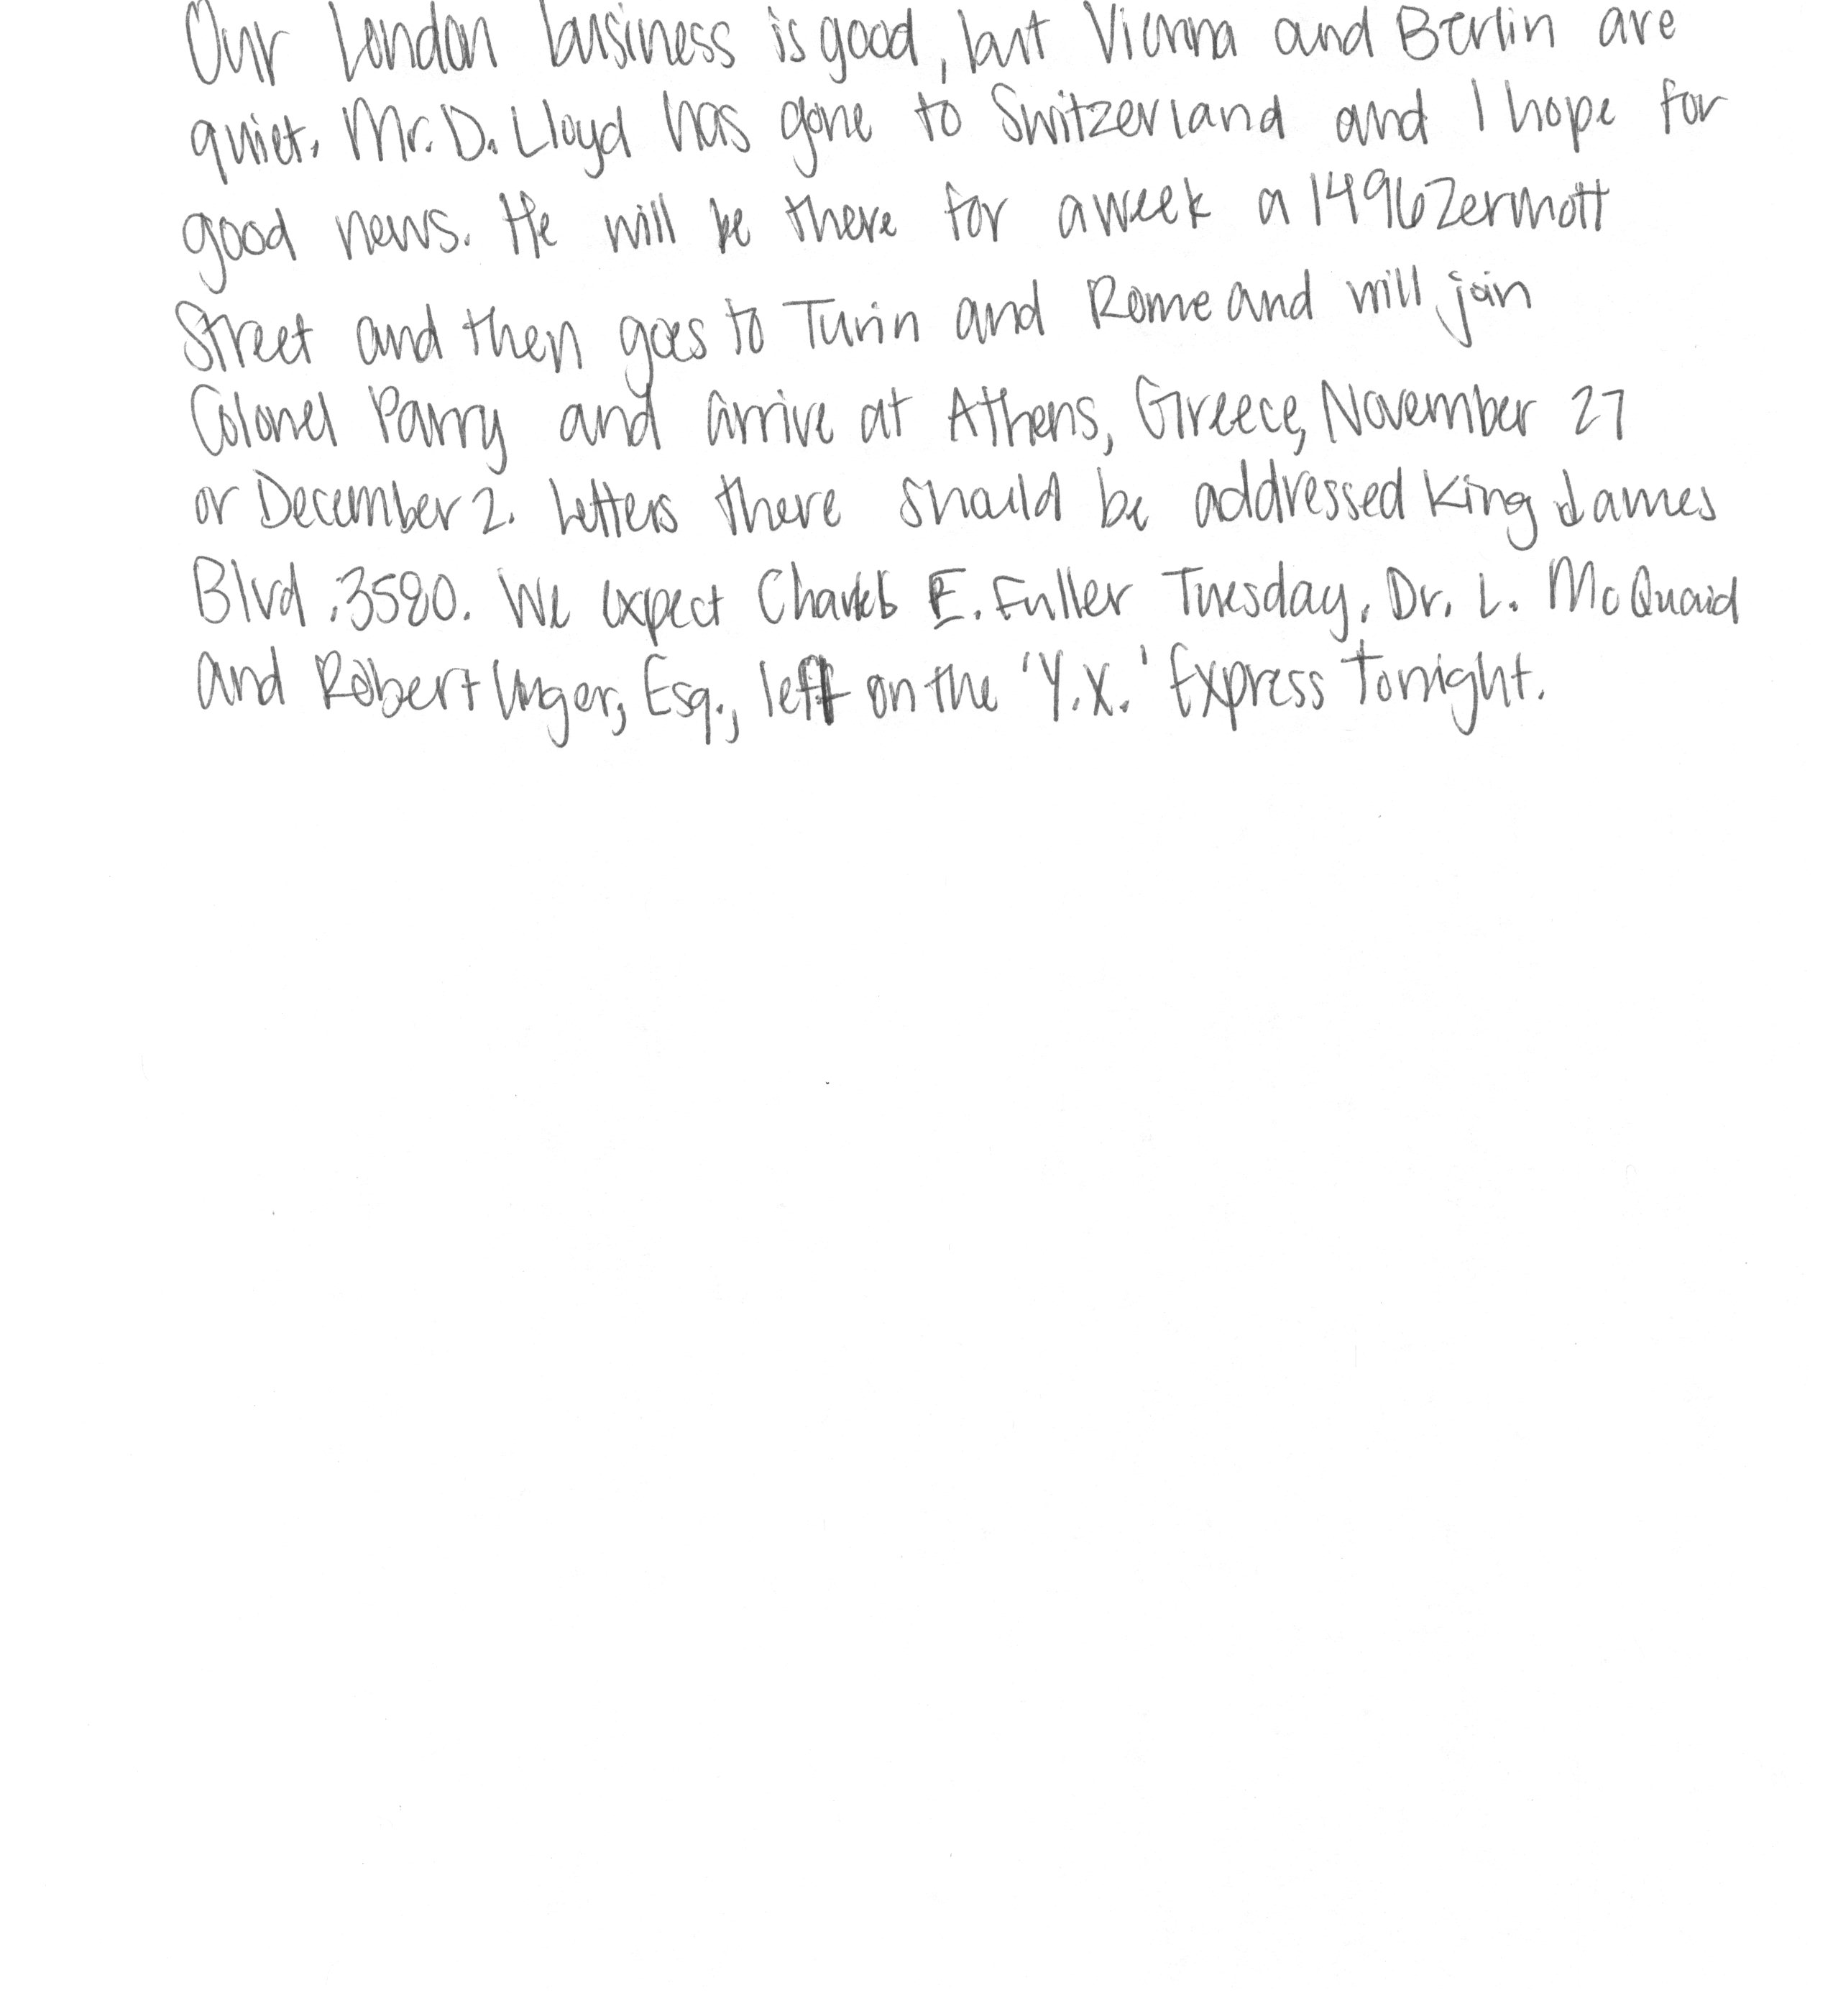 Our London business is good, but Vienna and Berlin are
quiet. Mr. D. Lloyd has gone to Switzerland and I hope for
good news. He will be there for a week a 1496 Zermott
Street and then goes to Turin and Rome and will join
Colonel Parry and arrive at Athens, Greece, November 27
or December 2. Letters there should be addressed King James
Blvd. 3580. We expect Charles E. Fuller Tuesday. Dr. L. McQuaid
and Robert Unger, Esq., left on the 'Y.X.' Express Tonight.